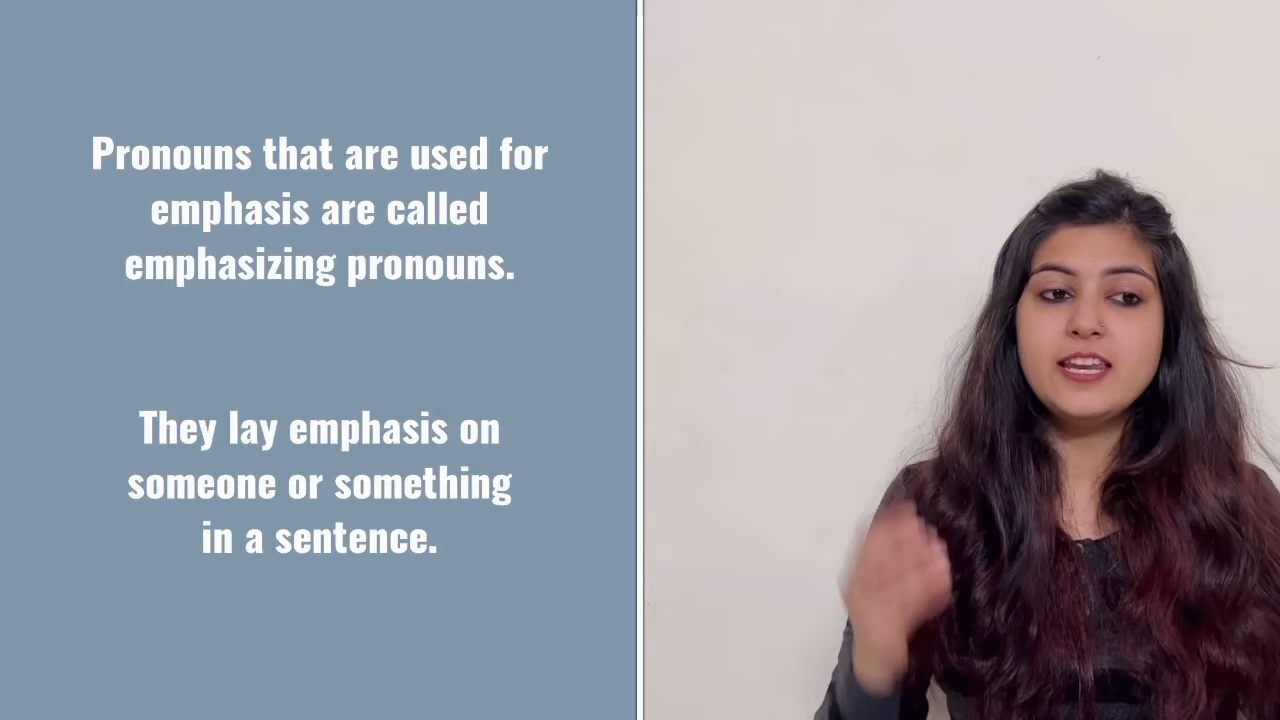 Pronouns that are used for
emphasis are called
emphasizing pronouns.
They lay emphasis on
someone or something
in a sentence.